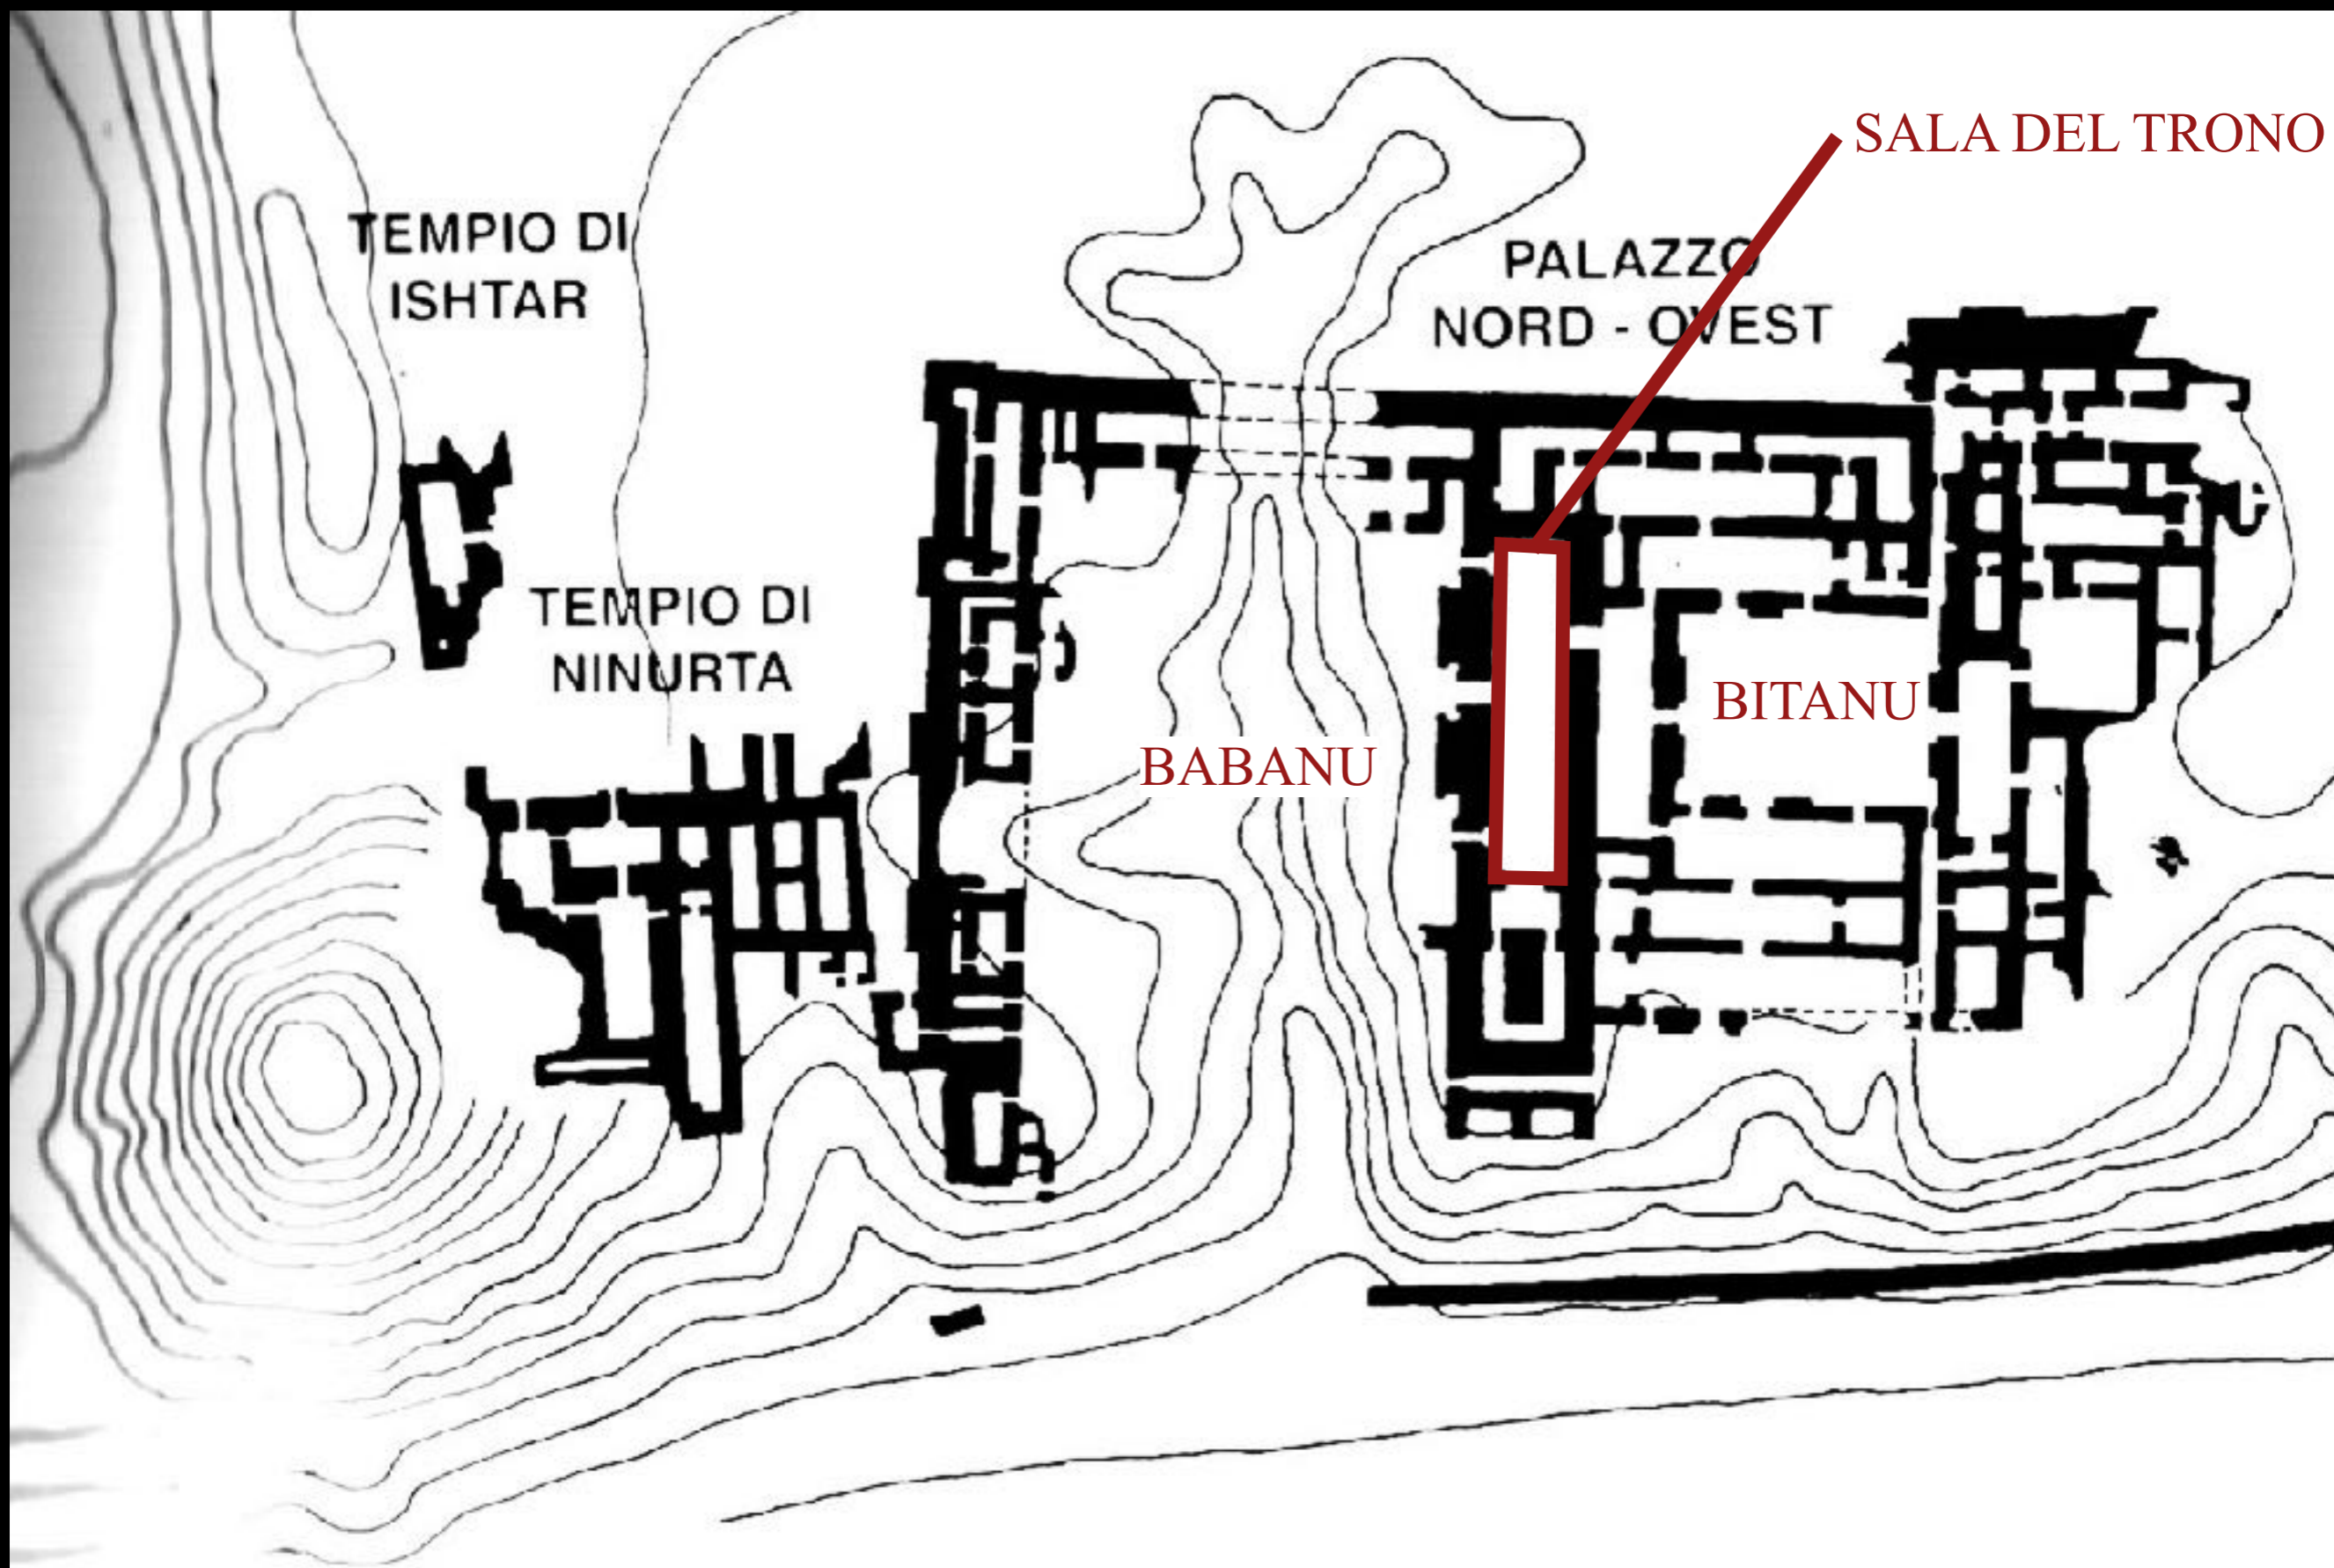 SALA DEL TRONO
TEMPIO DI
ISHTAR
PALAZZO
NORD - OVEST
TEMPIO DI
NINURTA
BITANU
BABANU